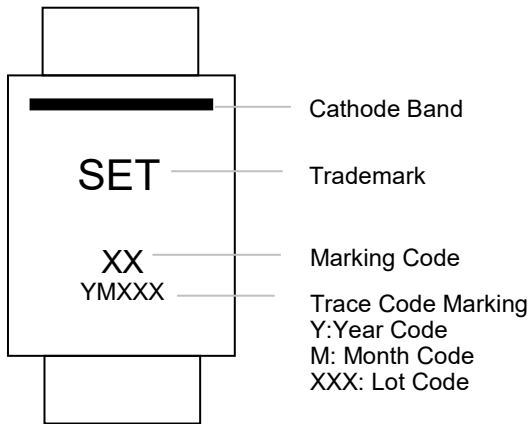 Cathode Band
SET
Trademark
XX
Marking Code
YMXXX
Trace Code Marking
Y:Year Code
M: Month Code
XXX: Lot Code